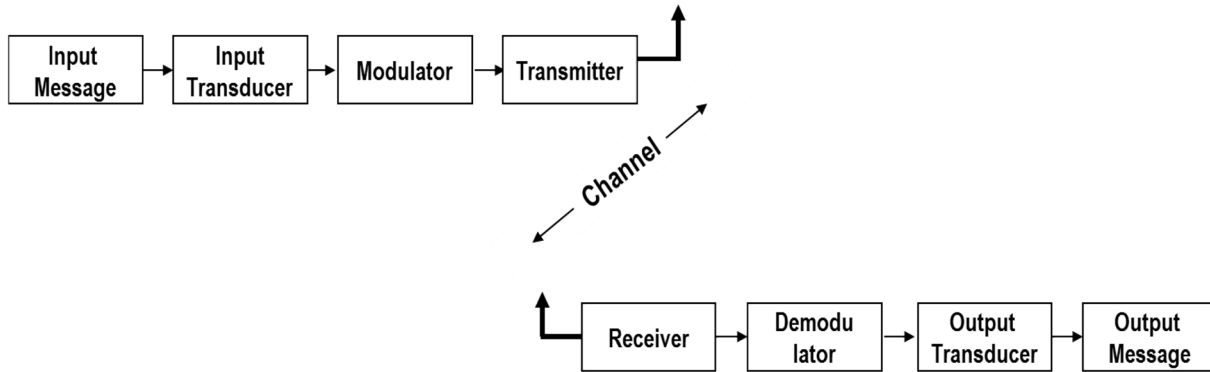 Input
Message
Input
Transducer
Modulator
Transmitter
Channel
Receiver
Demodu
lator
Output
Transducer
Output
Message